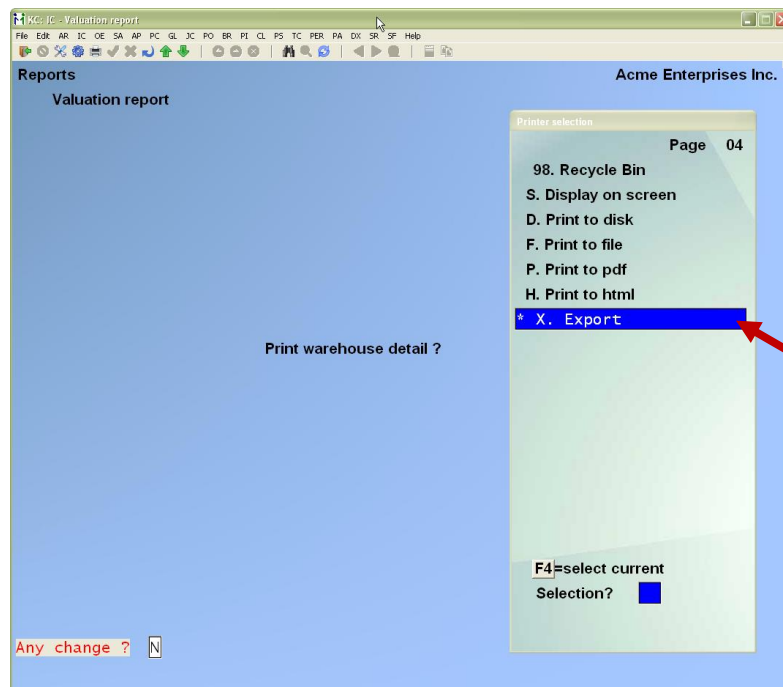 KC: IC - Valuation report
File Edit AR IC OE SA AP PC GL JC PO BR PI CL PS TC PER PA DX SR SF Help
Reports
Acme Enterprises Inc.
Valuation report
Printer selection
Page 04
98. Recycle Bin
S. Display on screen
D. Print to disk
F. Print to file
P. Print to pdf
H. Print to html
* X. Export
Print warehouse detail ?
F4=select current
Selection?
Any change ? N